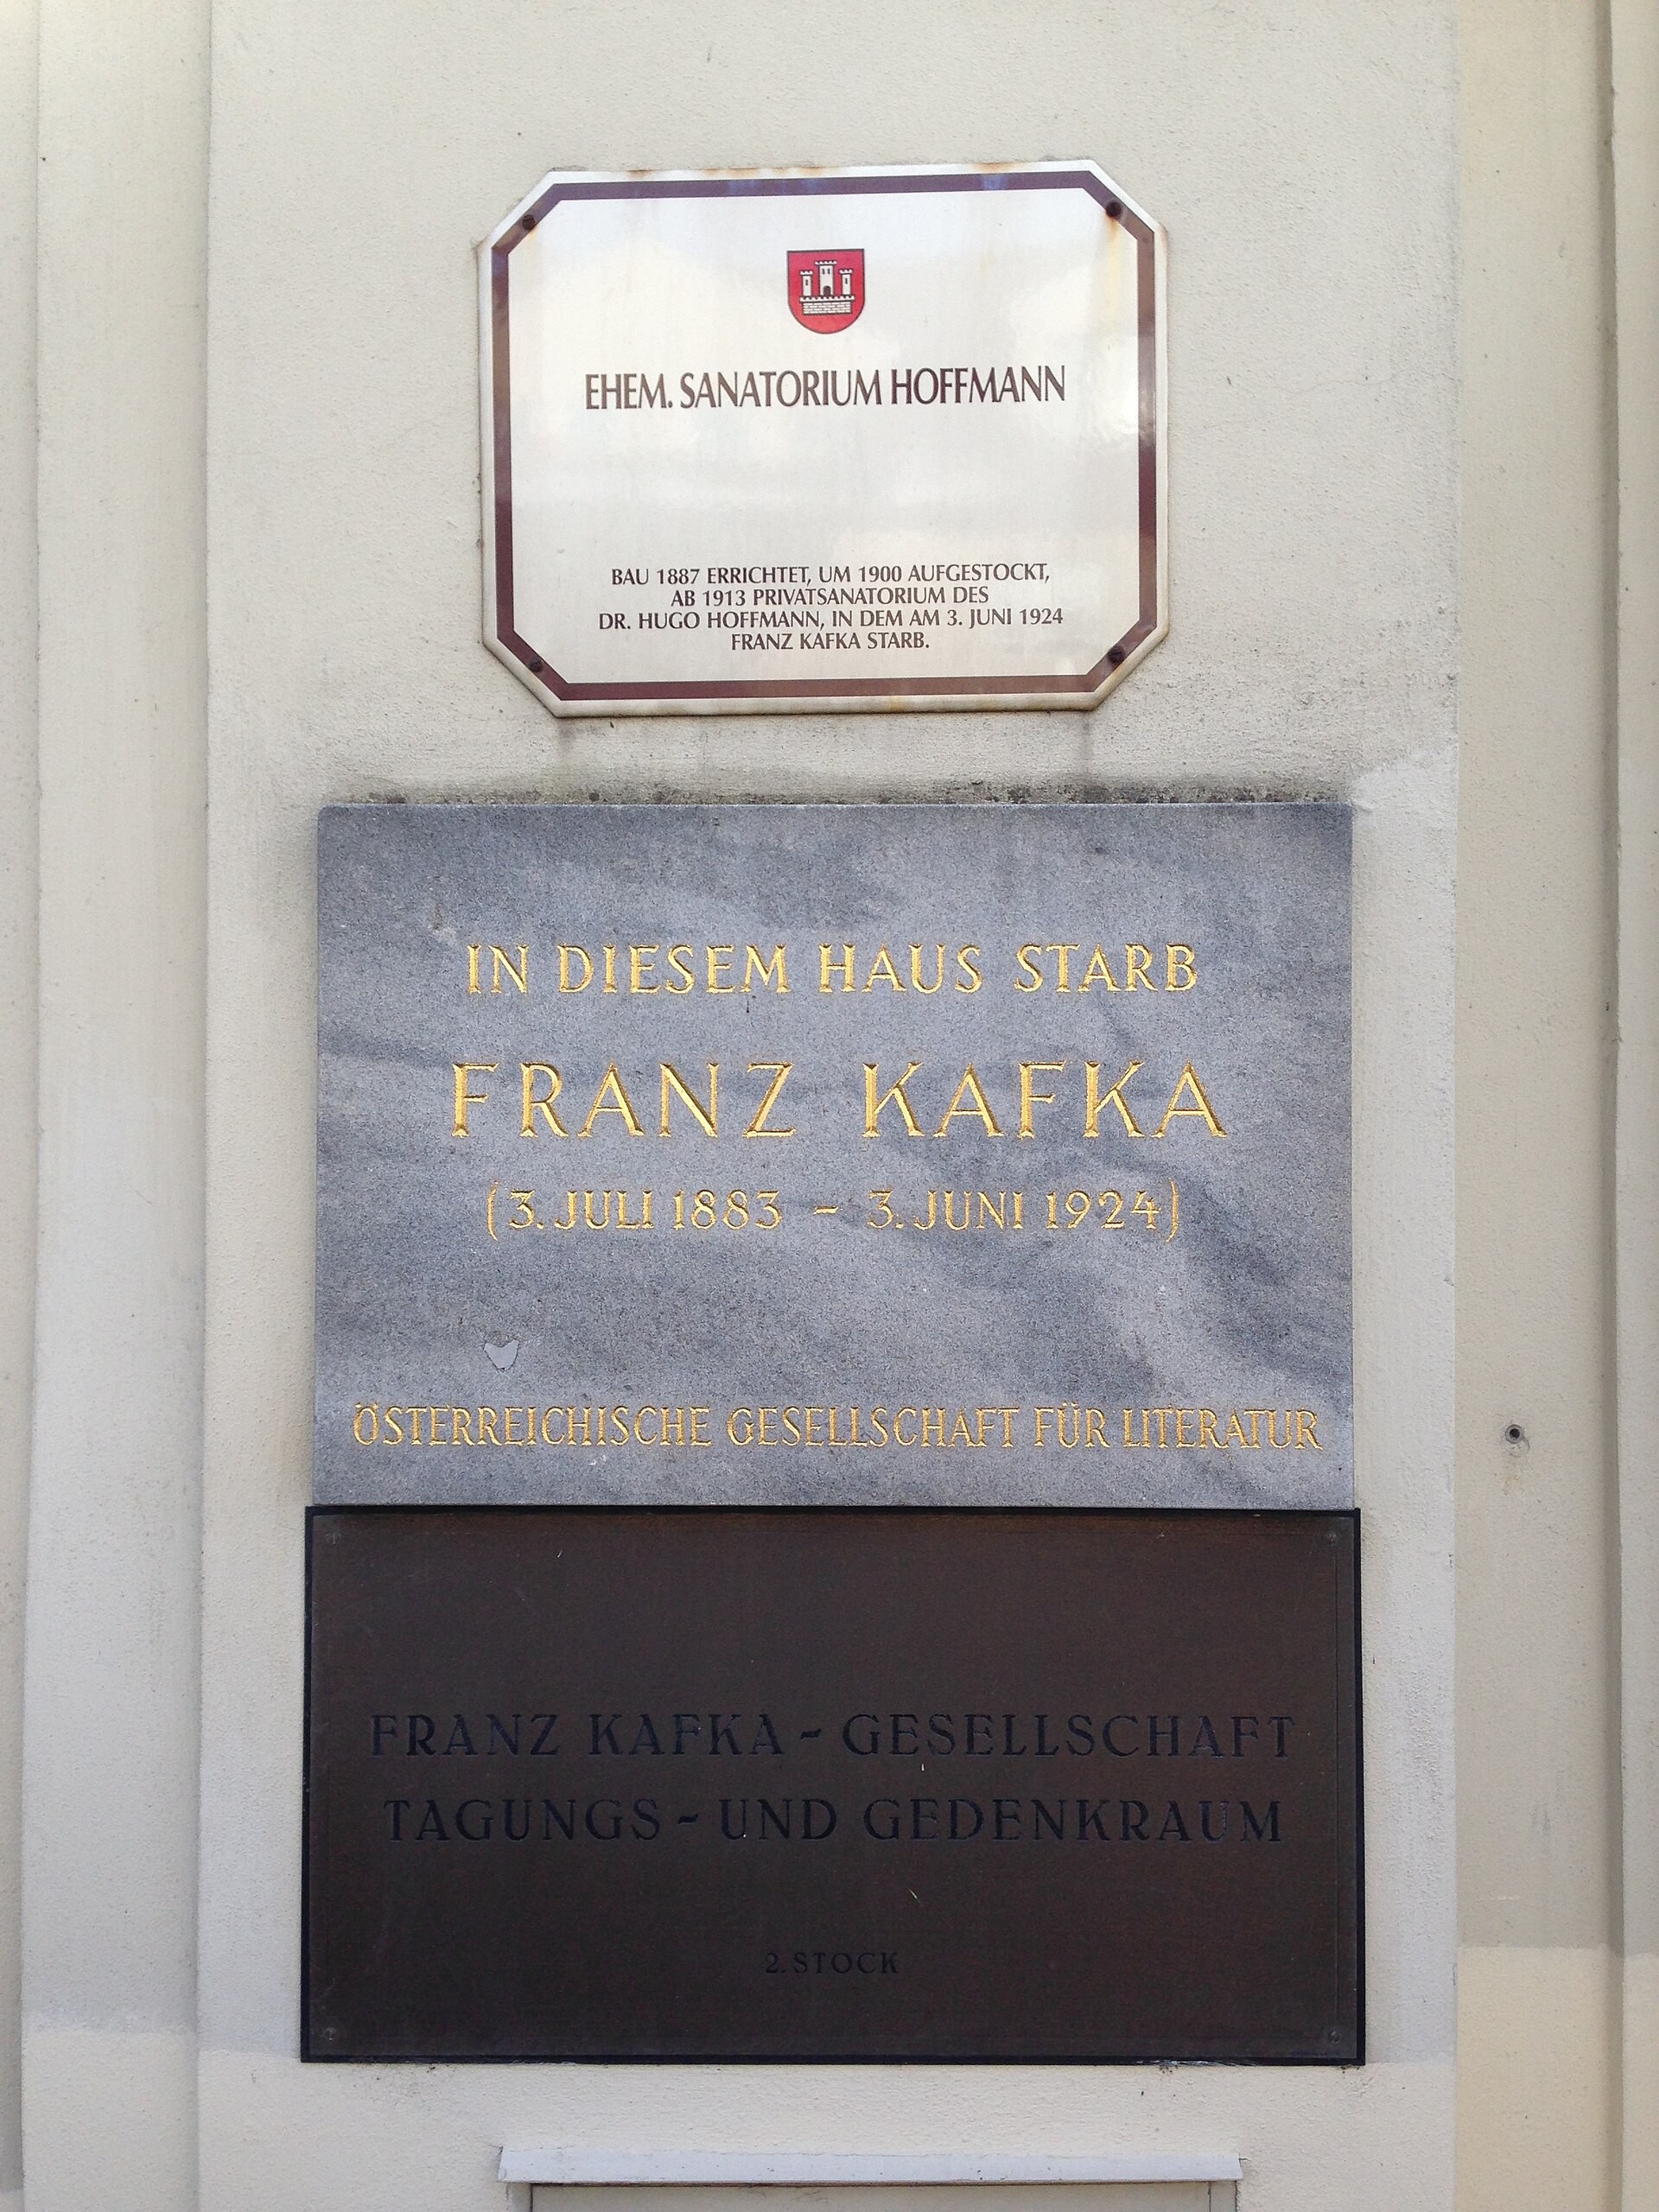 EHEM. SANATORIUM HOFFMANN
BAU 1887 ERRICHTET, UM 1900 AUFGESTOCKT,
AB 1913 PRIVATSANATORIUM DES
DR. HUGO HOFFMANN, IN DEM AM 3. JUNI 1924
FRANZ KAFKA STARB.
IN DIESEM HAUS STARB
FRANZ KAFKA
(3. JULI 1883 – 3. JUNI 1924)
ÖSTERREICHISCHE GESELLSCHAFT FÜR LITERATUR
FRANZ KAFKA - GESELLSCHAFT
TAGUNGS - UND GEDENKRAUM
2. STOCK